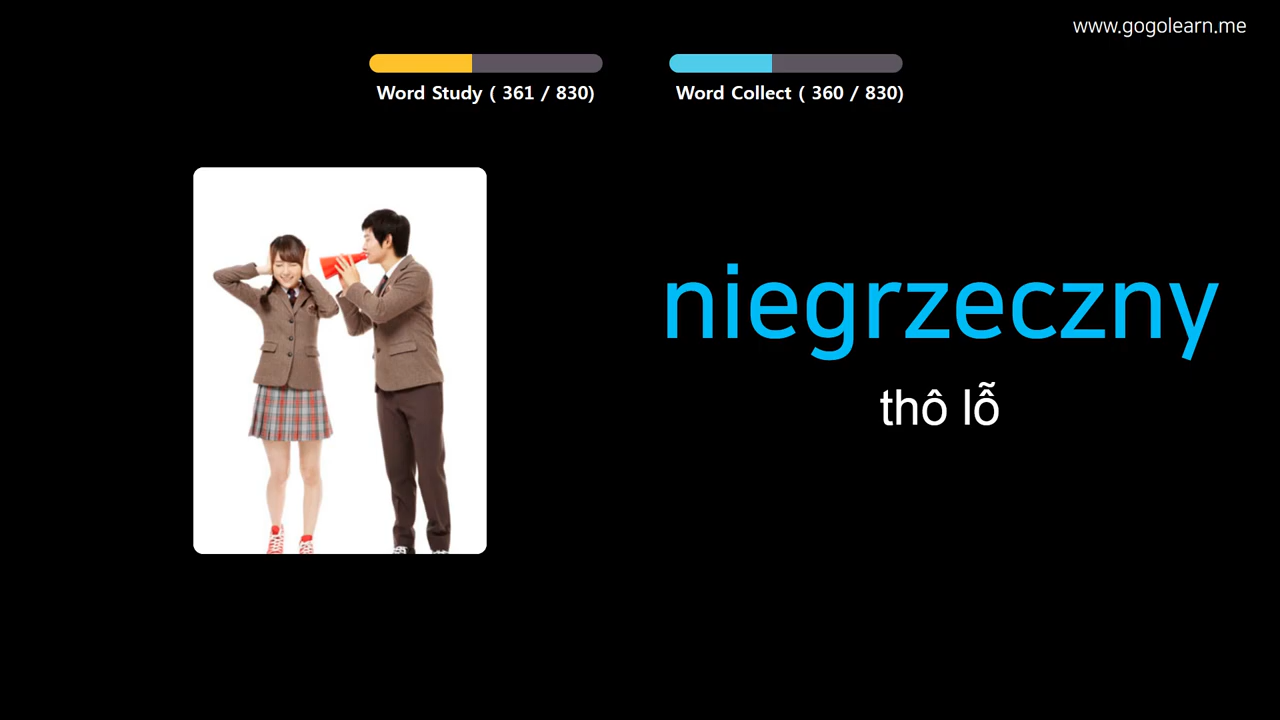 www.gogolearn.me
Word Study ( 361 / 830)
Word Collect ( 360 / 830)
niegrzeczny
thô lỗ